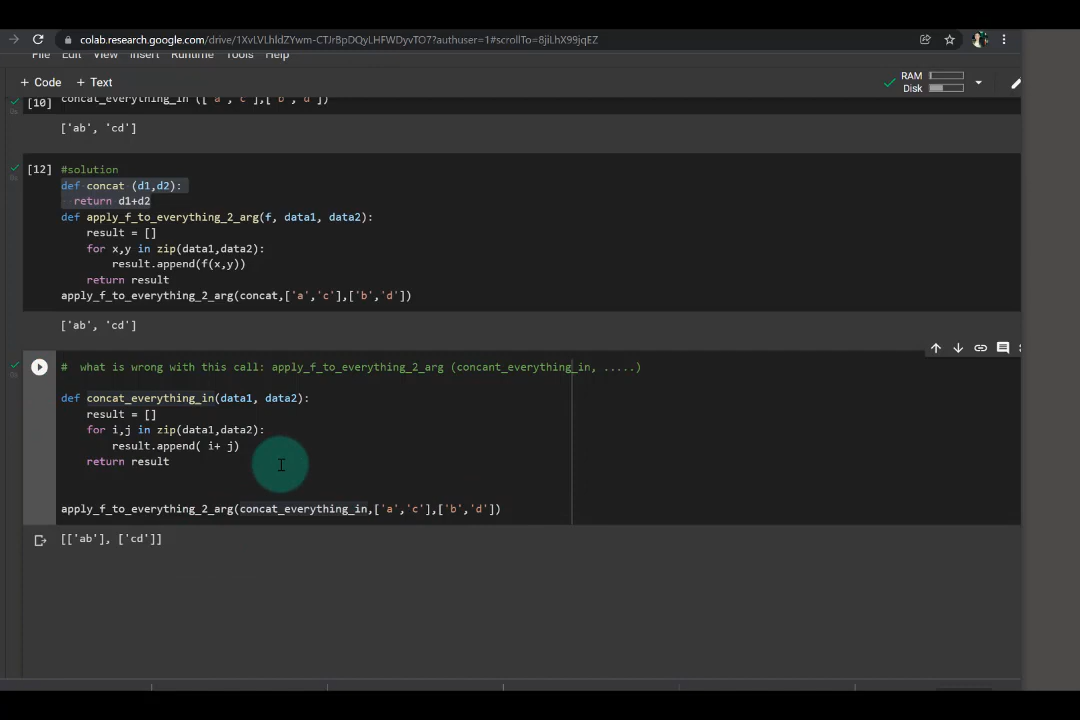 colab.research.google.com/drive/1XvLVLhldZYwm-CTJrBpDQyLHFWDyvTO7?authuser=1#scrollTo=8jiLhX99jqEZ
File Edit View Insert Runtime Tools Help
+ Code + Text
RAM
Disk
[10] concat_everything_in (['a','c'],['b','d'])
['ab', 'cd']
[12] #solution
def concat (d1,d2):
return d1+d2
def apply_f_to_everything_2_arg(f, data1, data2):
result = []
for x,y in zip(data1,data2):
result.append(f(x,y))
return result
apply_f_to_everything_2_arg(concat,['a','c'],['b','d'])
['ab', 'cd']
# what is wrong with this call: apply_f_to_everything_2_arg (concant_everything_in, .....)
def concat_everything_in(data1, data2):
result = []
for i,j in zip(data1,data2):
result.append( i+ j)
return result
apply_f_to_everything_2_arg(concat_everything_in,['a','c'],['b','d'])
[['ab'], ['cd']]